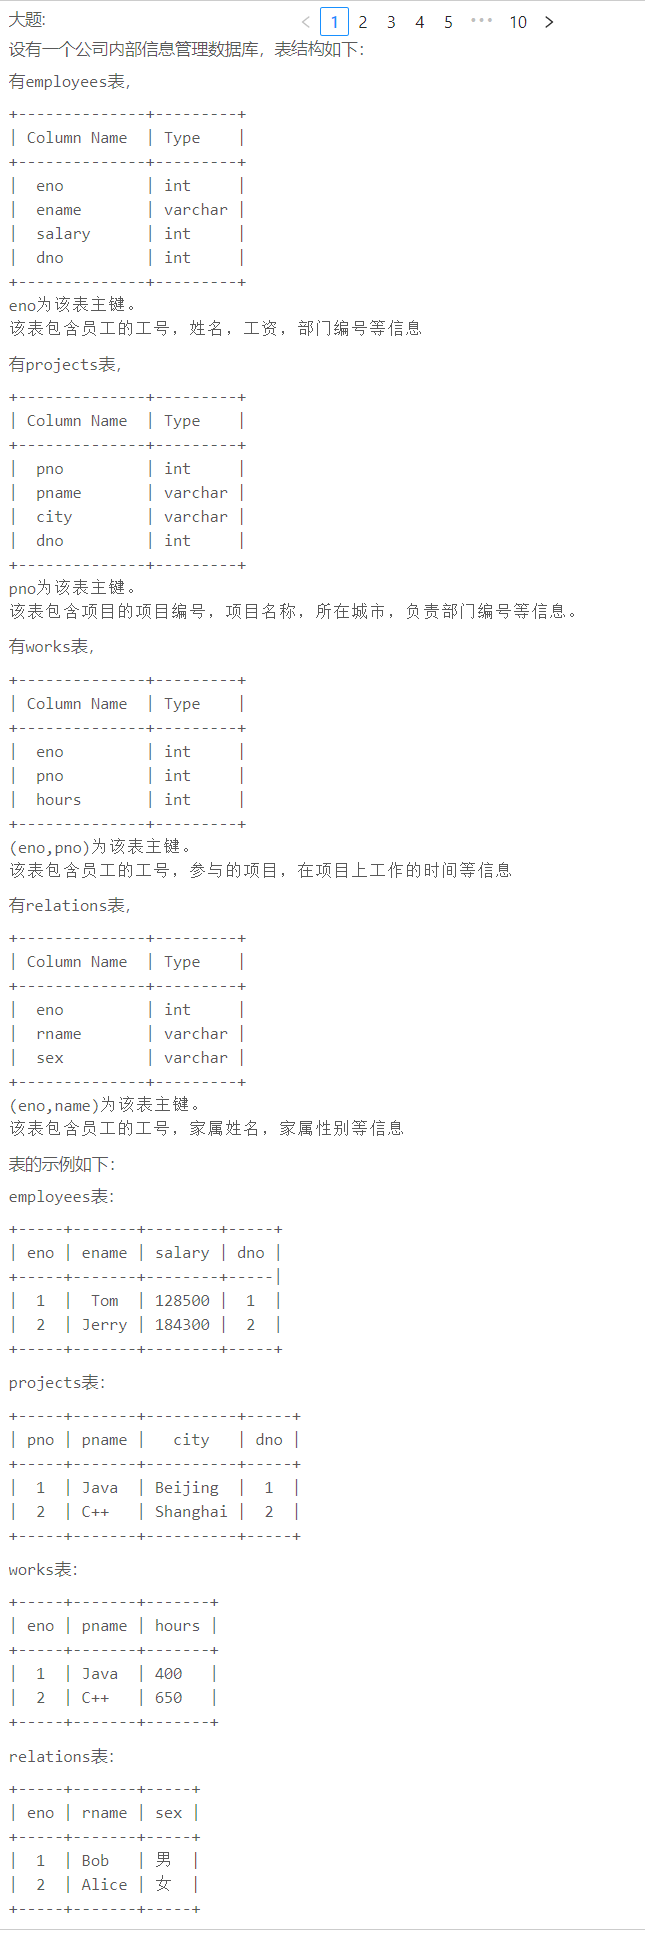 大题:
< 1 2 3 4 5 ••• 10 >
设有一个公司内部信息管理数据库，表结构如下：
有employees表，
+--------------+---------+
| Column Name  | Type    |
+--------------+---------+
|  eno         | int     |
|  ename       | varchar |
|  salary      | int     |
|  dno         | int     |
+--------------+---------+
eno为该表主键。
该表包含员工的工号，姓名，工资，部门编号等信息
有projects表，
+--------------+---------+
| Column Name  | Type    |
+--------------+---------+
|  pno         | int     |
|  pname       | varchar |
|  city        | varchar |
|  dno         | int     |
+--------------+---------+
pno为该表主键。
该表包含项目的项目编号，项目名称，所在城市，负责部门编号等信息。
有works表，
+--------------+---------+
| Column Name  | Type    |
+--------------+---------+
|  eno         | int     |
|  pno         | int     |
|  hours       | int     |
+--------------+---------+
(eno,pno)为该表主键。
该表包含员工的工号，参与的项目，在项目上工作的时间等信息
有relations表，
+--------------+---------+
| Column Name  | Type    |
+--------------+---------+
|  eno         | int     |
|  rname       | varchar |
|  sex         | varchar |
+--------------+---------+
(eno,name)为该表主键。
该表包含员工的工号，家属姓名，家属性别等信息
表的示例如下：
employees表：
+-----+-------+--------+-----+
| eno | ename | salary | dno |
+-----+-------+--------+-----|
|  1  |  Tom  | 128500 |  1  |
|  2  | Jerry | 184300 |  2  |
+-----+-------+--------+-----+
projects表：
+-----+-------+----------+-----+
| pno | pname |   city   | dno |
+-----+-------+----------+-----+
|  1  | Java  | Beijing  |  1  |
|  2  | C++   | Shanghai |  2  |
+-----+-------+----------+-----+
works表：
+-----+-------+-------+
| eno | pname | hours |
+-----+-------+-------+
|  1  | Java  | 400   |
|  2  | C++   | 650   |
+-----+-------+-------+
relations表：
+-----+-------+-----+
| eno | rname | sex |
+-----+-------+-----+
|  1  | Bob   | 男  |
|  2  | Alice | 女  |
+-----+-------+-----+